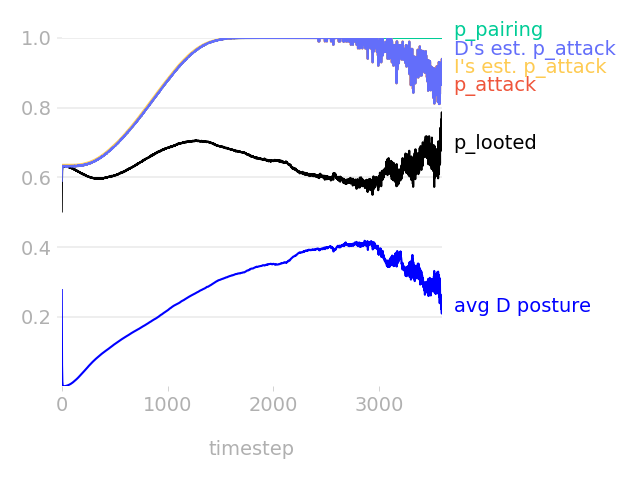 1.0
0.8
0.6
0.4
0.2
0
1000
2000
3000
timestep
p_pairing
D's est. p_attack
I's est. p_attack
p_attack
p_looted
avg D posture